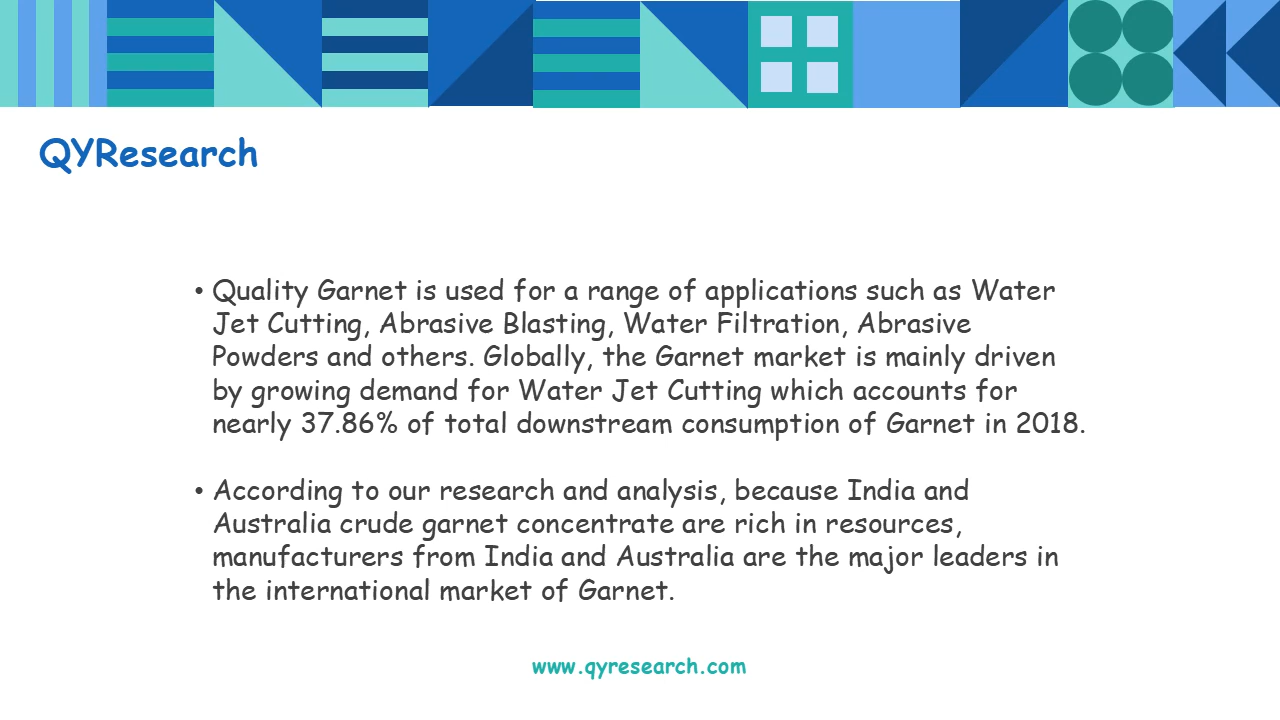 QYResearch
• Quality Garnet is used for a range of applications such as Water
Jet Cutting, Abrasive Blasting, Water Filtration, Abrasive
Powders and others. Globally, the Garnet market is mainly driven
by growing demand for Water Jet Cutting which accounts for
nearly 37.86% of total downstream consumption of Garnet in 2018.
• According to our research and analysis, because India and
Australia crude garnet concentrate are rich in resources,
manufacturers from India and Australia are the major leaders in
the international market of Garnet.
www.qyresearch.com